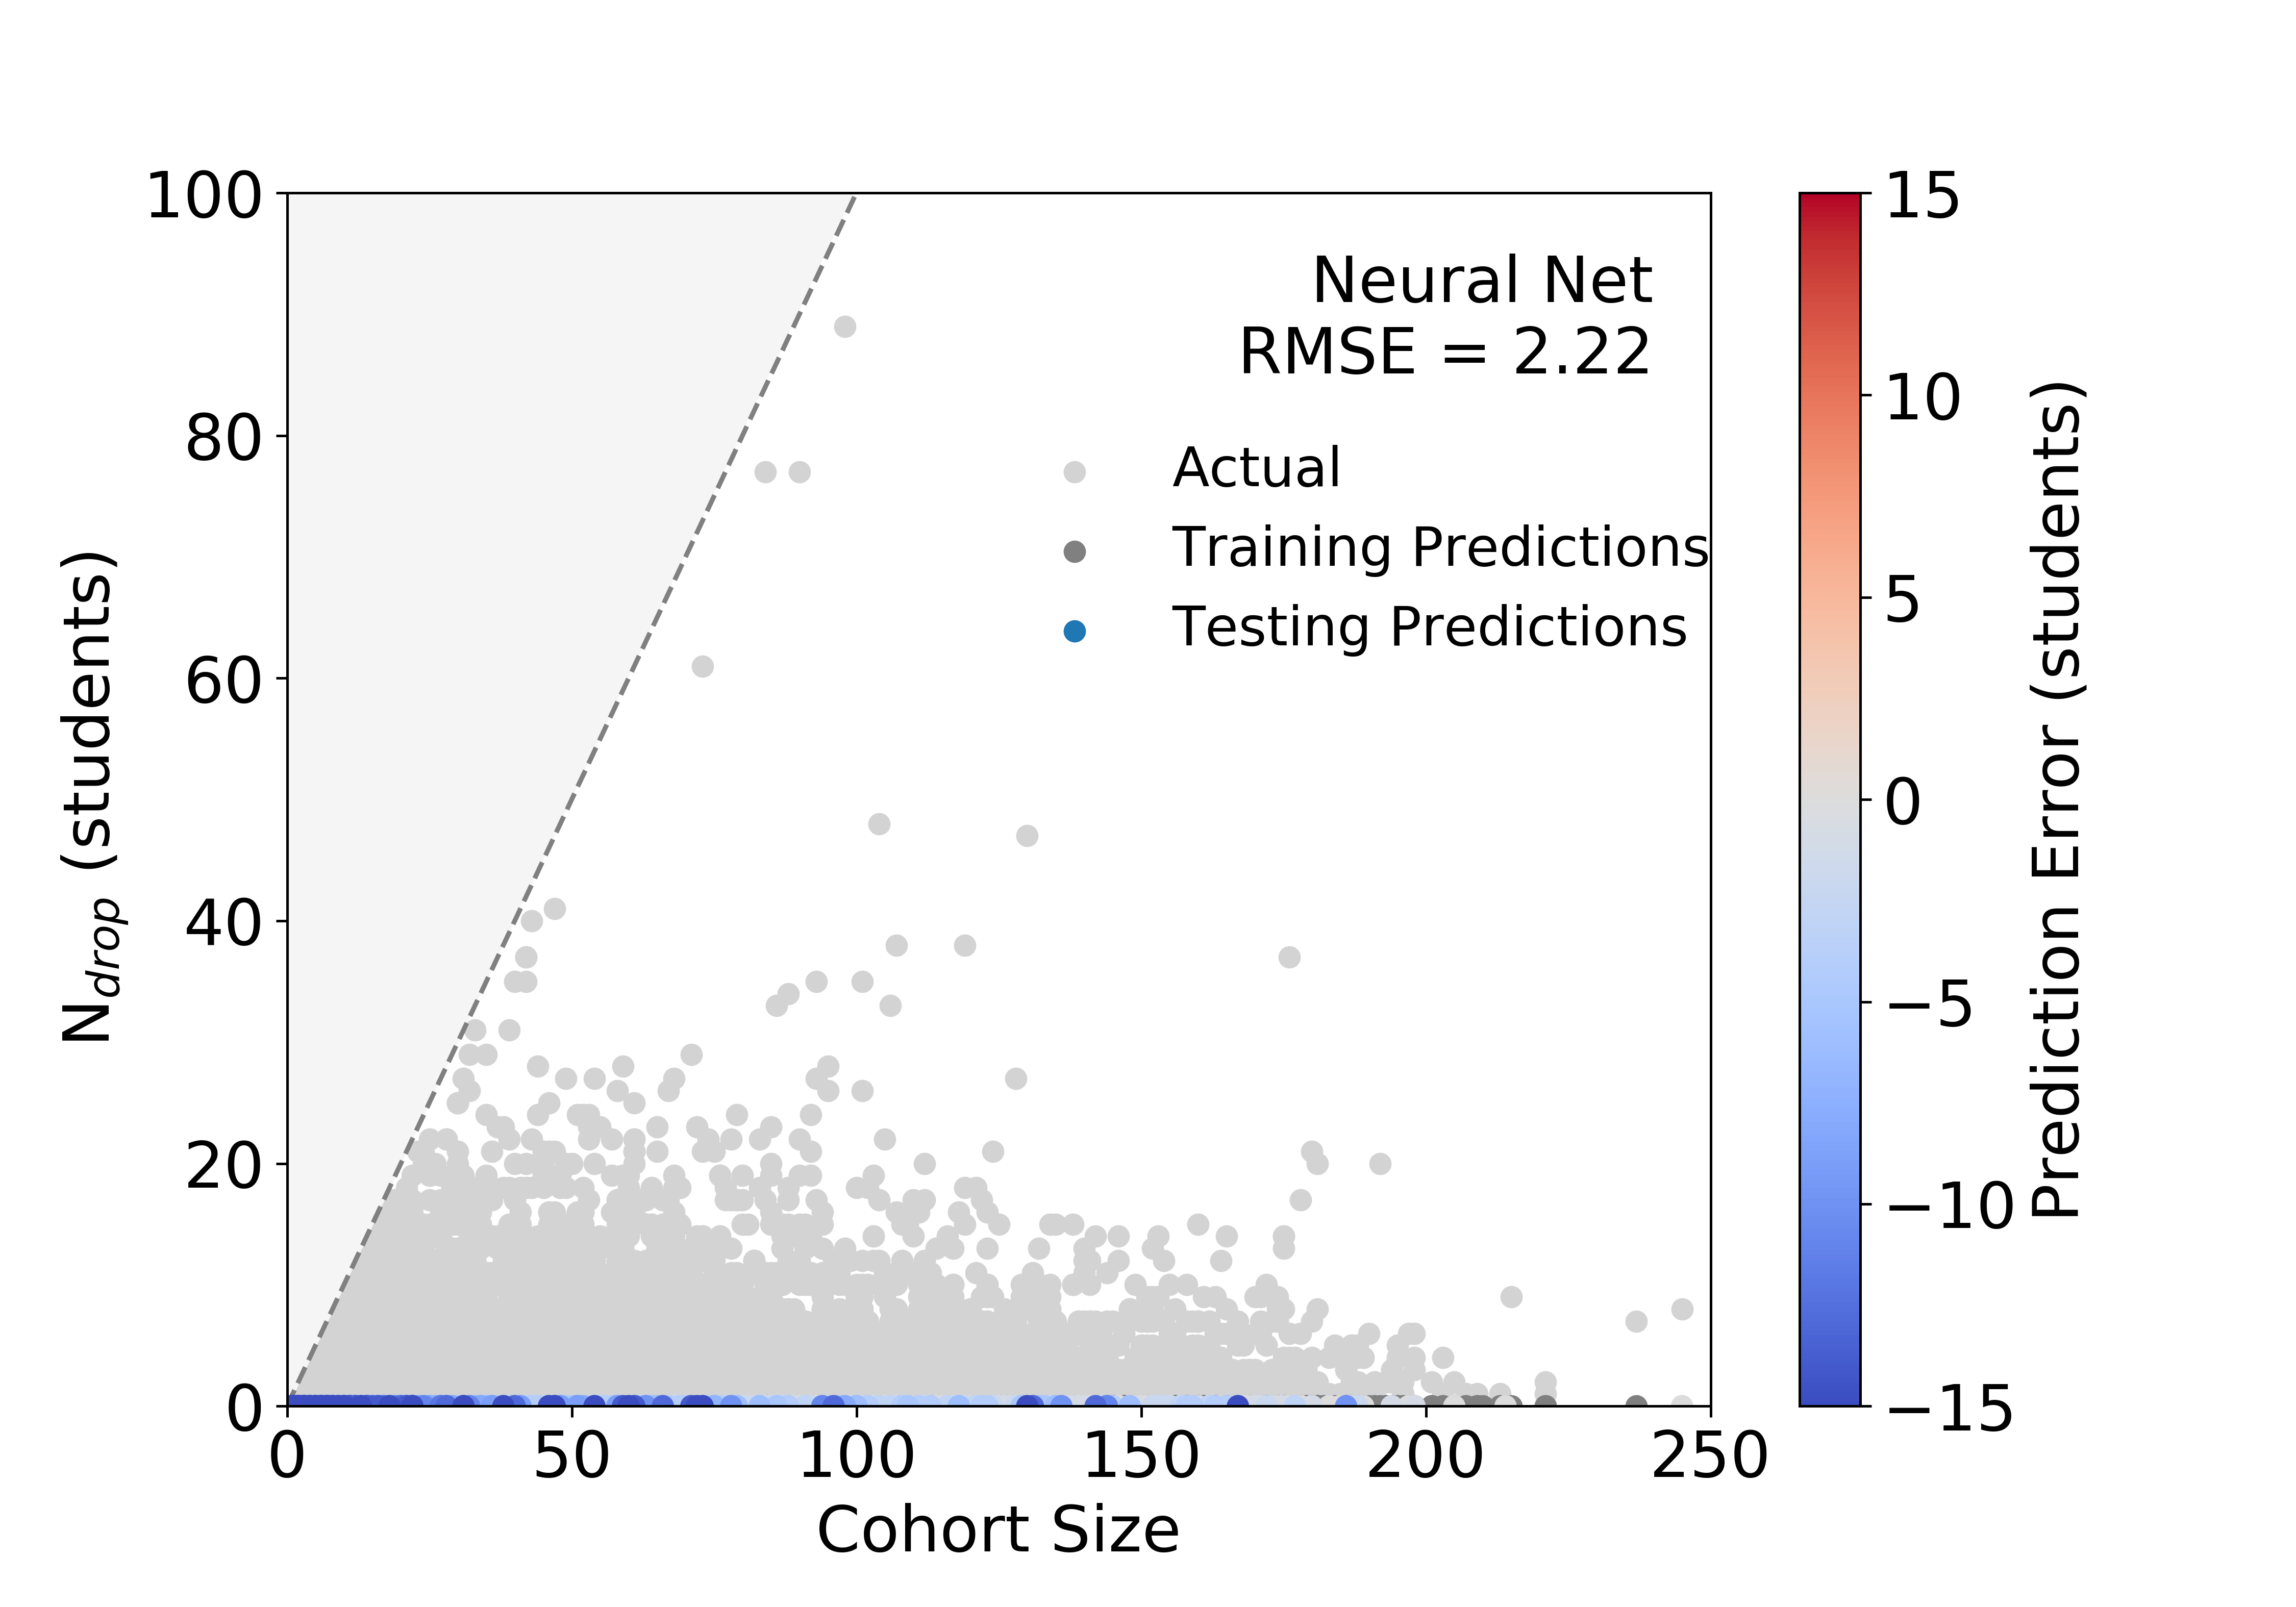 Neural Net
RMSE = 2.22
Actual
Training Predictions
Testing Predictions
100
80
60
40
20
0
N_drop (students)
0 50 100 150 200 250
Cohort Size
15
10
5
0
−5
−10
−15
Prediction Error (students)